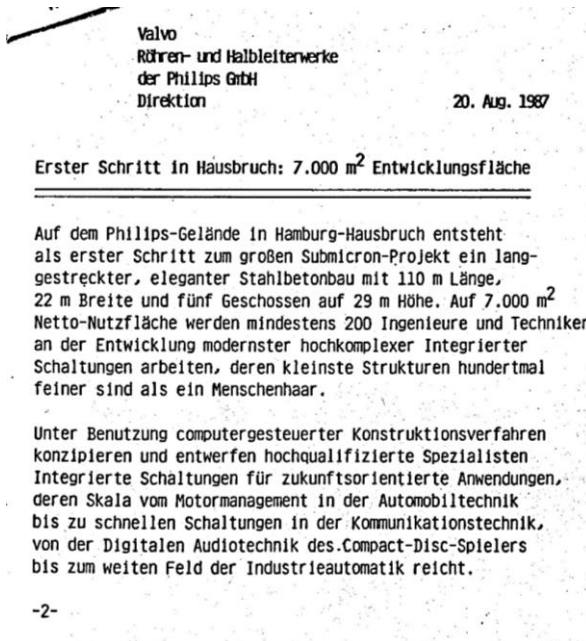 Valvo
Röhren- und Halbleiterwerke
der Philips GmbH
Direktion 20. Aug. 1987
Erster Schritt in Hausbruch: 7.000 m² Entwicklungsfläche
Auf dem Philips-Gelände in Hamburg-Hausbruch entsteht
als erster Schritt zum großen Submicron-Projekt ein lang-
gestreckter, eleganter Stahlbetonbau mit 110 m Länge,
22 m Breite und fünf Geschossen auf 29 m Höhe. Auf 7.000 m²
Netto-Nutzfläche werden mindestens 200 Ingenieure und Techniker
an der Entwicklung modernster hochkomplexer Integrierter
Schaltungen arbeiten, deren kleinste Strukturen hundertmal
feiner sind als ein Menschenhaar.
Unter Benutzung computergesteuerter Konstruktionsverfahren
konzipieren und entwerfen hochqualifizierte Spezialisten
Integrierte Schaltungen für zukunftsorientierte Anwendungen,
deren Skala vom Motormanagement in der Automobiltechnik
bis zu schnellen Schaltungen in der Kommunikationstechnik,
von der Digitalen Audiotechnik des Compact-Disc-Spielers
bis zum weiten Feld der Industrieautomatik reicht.
-2-